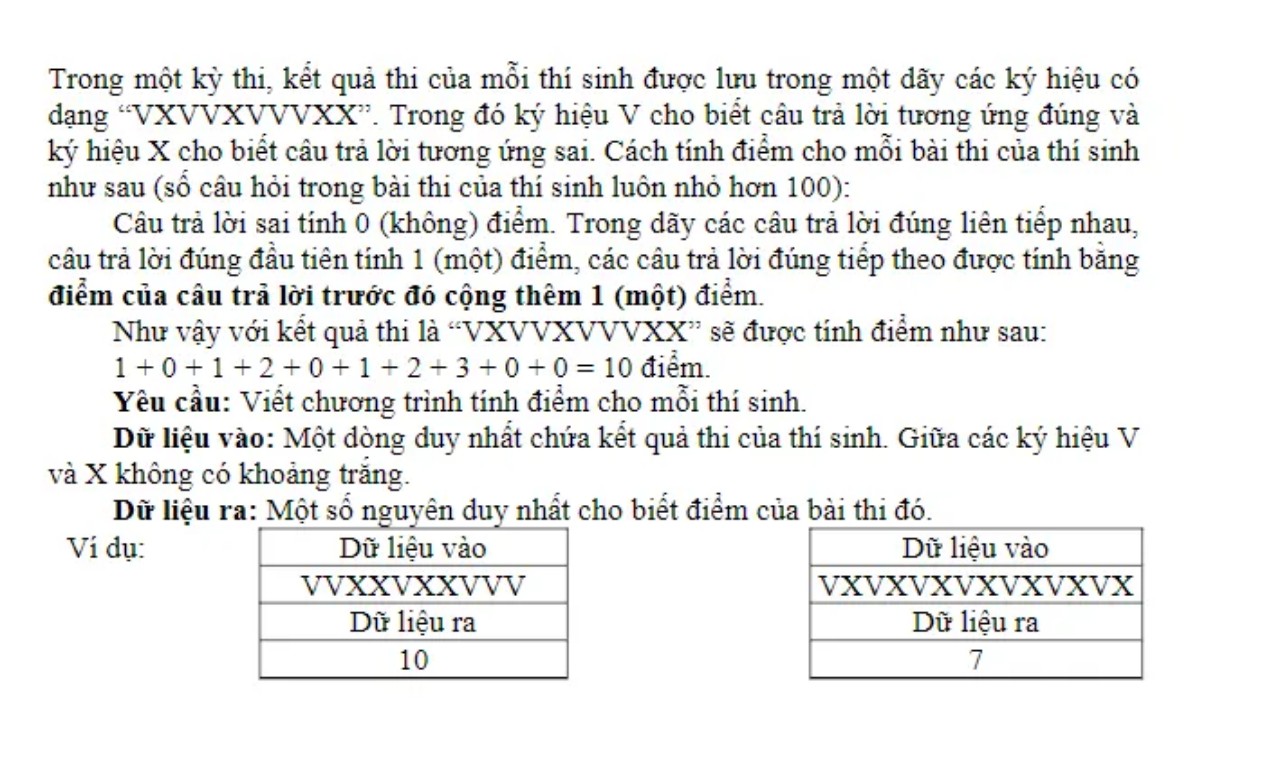 Trong một kỳ thi, kết quả thi của mỗi thí sinh được lưu trong một dãy các ký hiệu có
dạng “VXVVXVVVXX”. Trong đó ký hiệu V cho biết câu trả lời tương ứng đúng và
ký hiệu X cho biết câu trả lời tương ứng sai. Cách tính điểm cho mỗi bài thi của thí sinh
như sau (số câu hỏi trong bài thi của thí sinh luôn nhỏ hơn 100):
Câu trả lời sai tính 0 (không) điểm. Trong dãy các câu trả lời đúng liên tiếp nhau,
câu trả lời đúng đầu tiên tính 1 (một) điểm, các câu trả lời đúng tiếp theo được tính bằng
điểm của câu trả lời trước đó cộng thêm 1 (một) điểm.
Như vậy với kết quả thi là “VXVVXVVVXX” sẽ được tính điểm như sau:
1 + 0 + 1 + 2 + 0 + 1 + 2 + 3 + 0 + 0 = 10 điểm.
Yêu cầu: Viết chương trình tính điểm cho mỗi thí sinh.
Dữ liệu vào: Một dòng duy nhất chứa kết quả thi của thí sinh. Giữa các ký hiệu V
và X không có khoảng trắng.
Dữ liệu ra: Một số nguyên duy nhất cho biết điểm của bài thi đó.
Ví dụ:
Dữ liệu vào
VVXXVXXVVV
Dữ liệu ra
10
Dữ liệu vào
VXVXVXVXVXVXVX
Dữ liệu ra
7